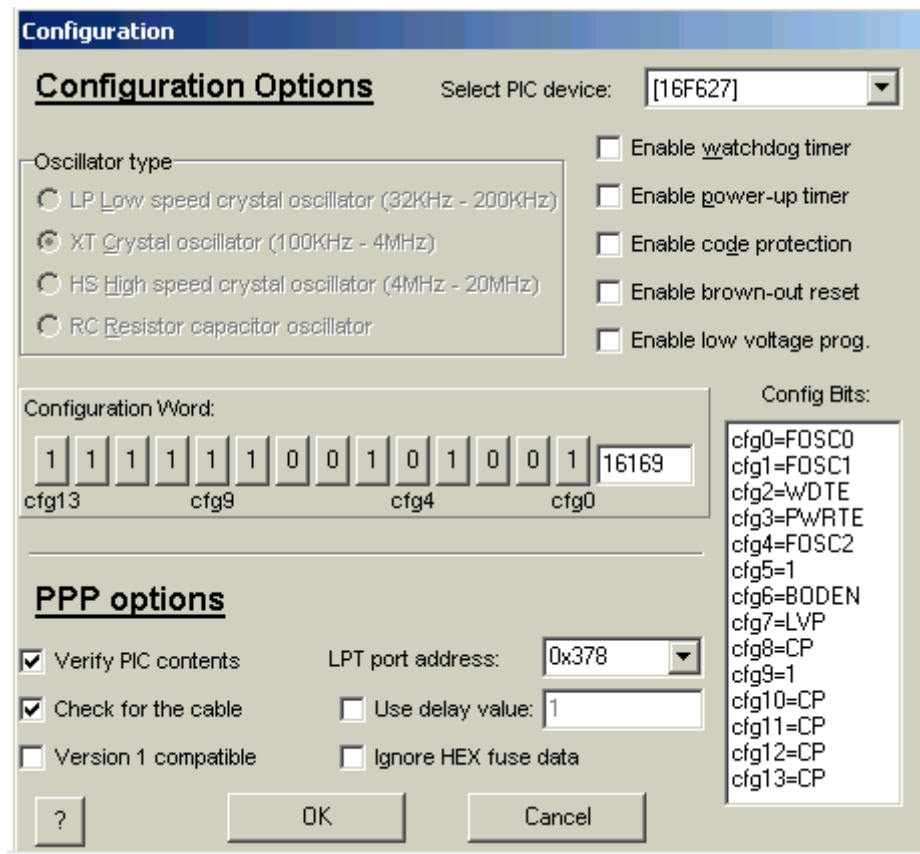 Configuration
Configuration Options
Select PIC device: [16F627]
Oscillator type
LP Low speed crystal oscillator (32KHz - 200KHz)
XT Crystal oscillator (100KHz - 4MHz)
HS High speed crystal oscillator (4MHz - 20MHz)
RC Resistor capacitor oscillator
Enable watchdog timer
Enable power-up timer
Enable code protection
Enable brown-out reset
Enable low voltage prog.
Configuration Word:
1 1 1 1 1 1 0 0 1 0 1 0 0 1 16169
cfg13 cfg9 cfg4 cfg0
Config Bits:
cfg0=FOSC0
cfg1=FOSC1
cfg2=WDTE
cfg3=PWRTE
cfg4=FOSC2
cfg5=1
cfg6=BODEN
cfg7=LVP
cfg8=CP
cfg9=1
cfg10=CP
cfg11=CP
cfg12=CP
cfg13=CP
PPP options
Verify PIC contents
LPT port address: 0x378
Check for the cable
Use delay value: 1
Version 1 compatible
Ignore HEX fuse data
? OK Cancel